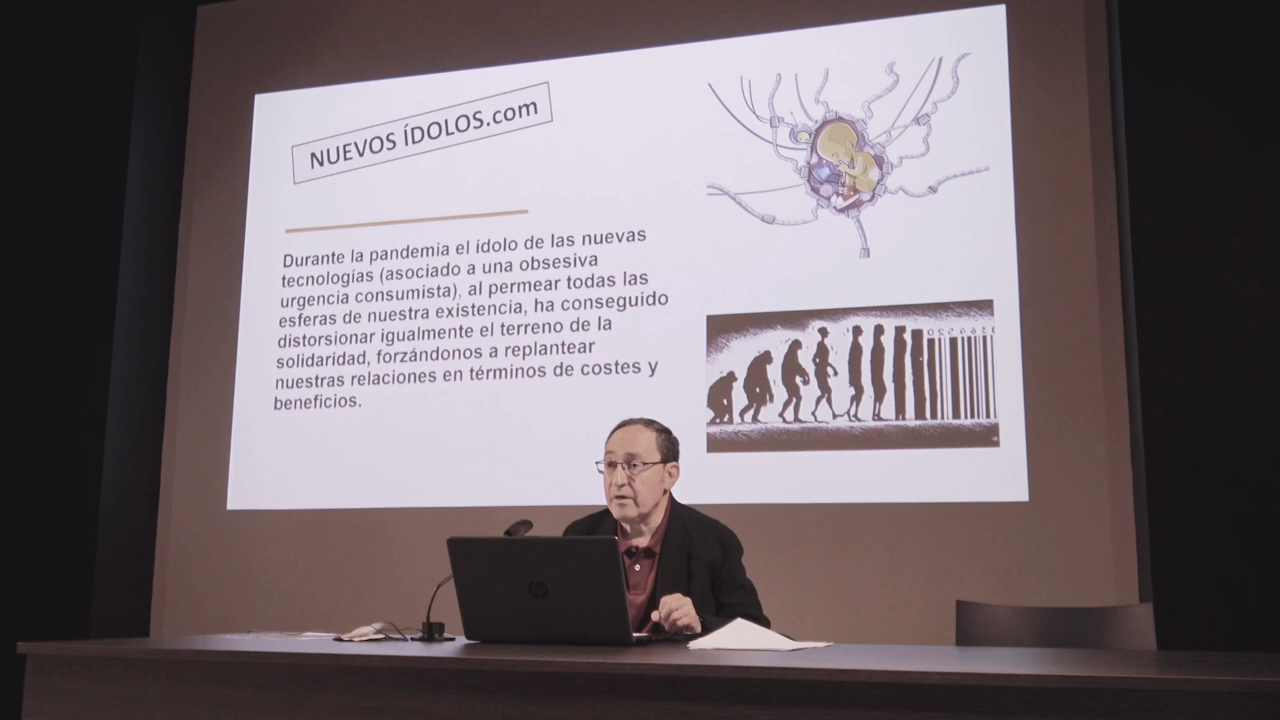 NUEVOS ÍDOLOS.com
Durante la pandemia el ídolo de las nuevas
tecnologías (asociado a una obsesiva
urgencia consumista), al permear todas las
esferas de nuestra existencia, ha conseguido
distorsionar igualmente el terreno de la
solidaridad, forzándonos a replantear
nuestras relaciones en términos de costes y
beneficios.
hp